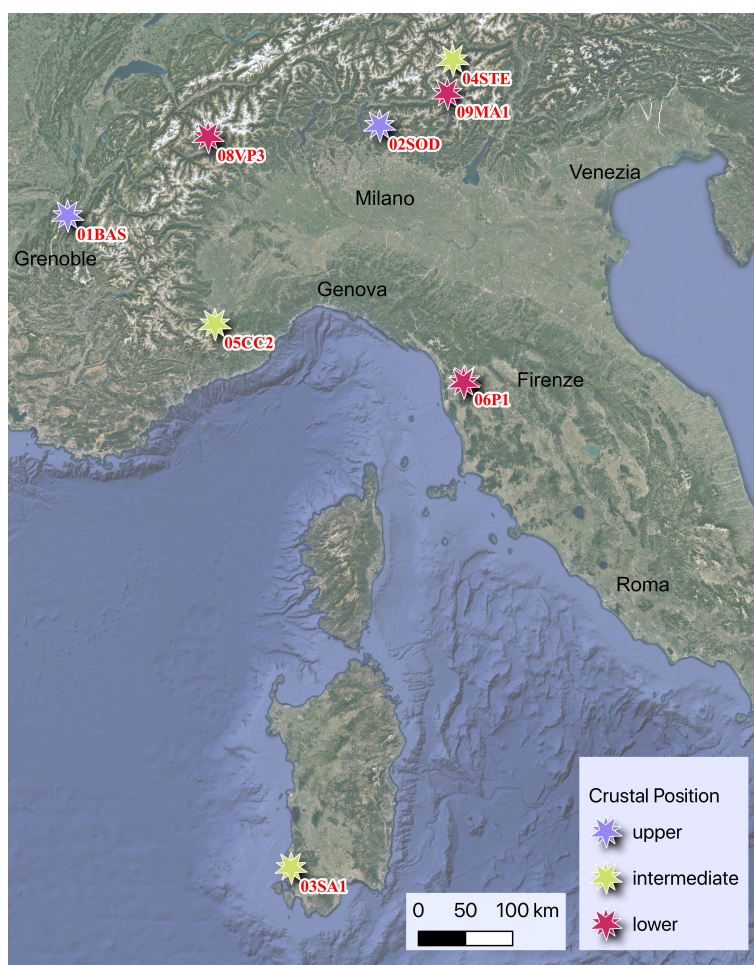 04STE
09MA1
02SOD
08VP3
Venezia
Milano
01BAS
Grenoble
Genova
05CC2
Firenze
06P1
Roma
Crustal Position
upper
intermediate
lower
03SA1
0 50 100 km